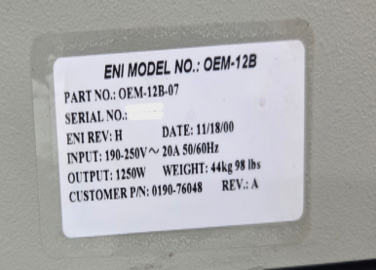 ENI MODEL NO.: OEM-12B
PART NO.: OEM-12B-07
SERIAL NO.:
ENI REV: H DATE: 11/18/00
INPUT: 190-250V~ 20A 50/60Hz
OUTPUT: 1250W WEIGHT: 44kg 98 lbs
CUSTOMER P/N: 0190-76048 REV.: A